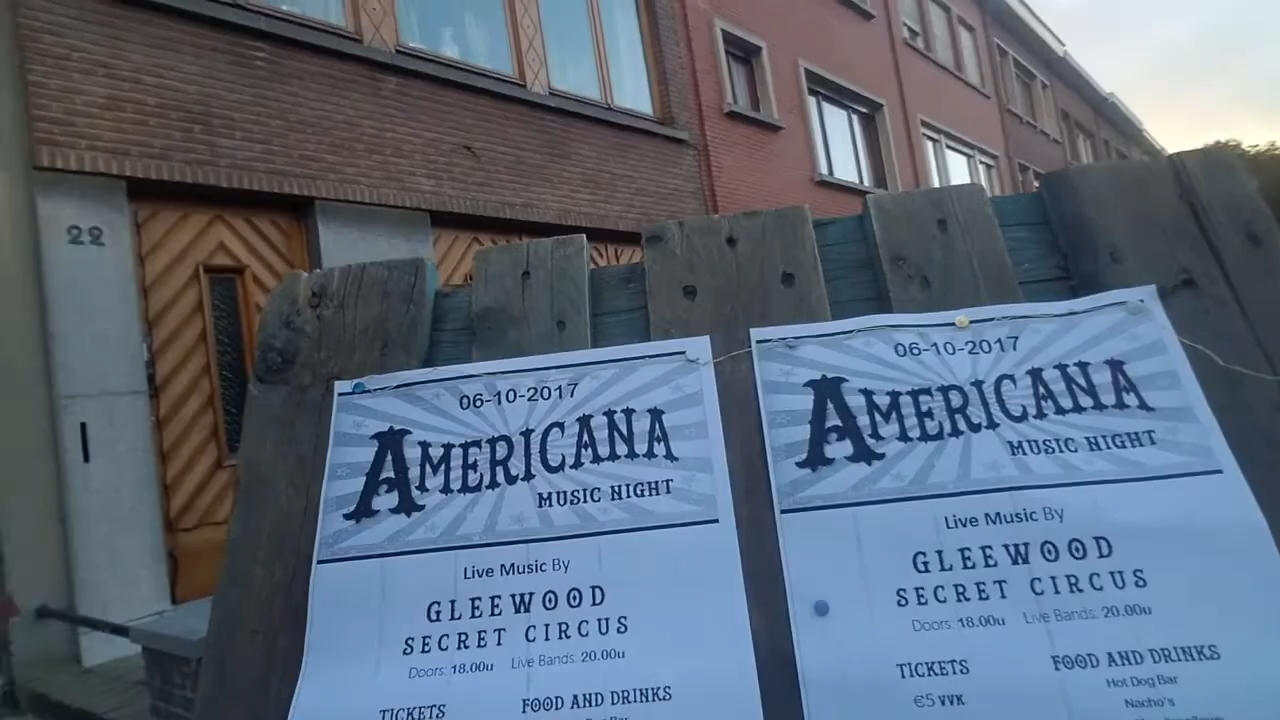 22
06-10-2017
AMERICANA
MUSIC NIGHT
Live Music By
GLEEWOOD
SECRET CIRCUS
Doors: 18.00u Live Bands: 20.00u
TICKETS
FOOD AND DRINKS
06-10-2017
AMERICANA
MUSIC NIGHT
Live Music By
GLEEWOOD
SECRET CIRCUS
Doors: 18.00u Live Bands: 20.00u
TICKETS
€5 VVK
FOOD AND DRINKS
Hot Dog Bar
Nacho's